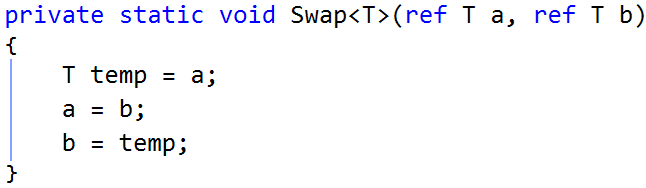 private static void Swap<T>(ref T a, ref T b)
{
    T temp = a;
    a = b;
    b = temp;
}